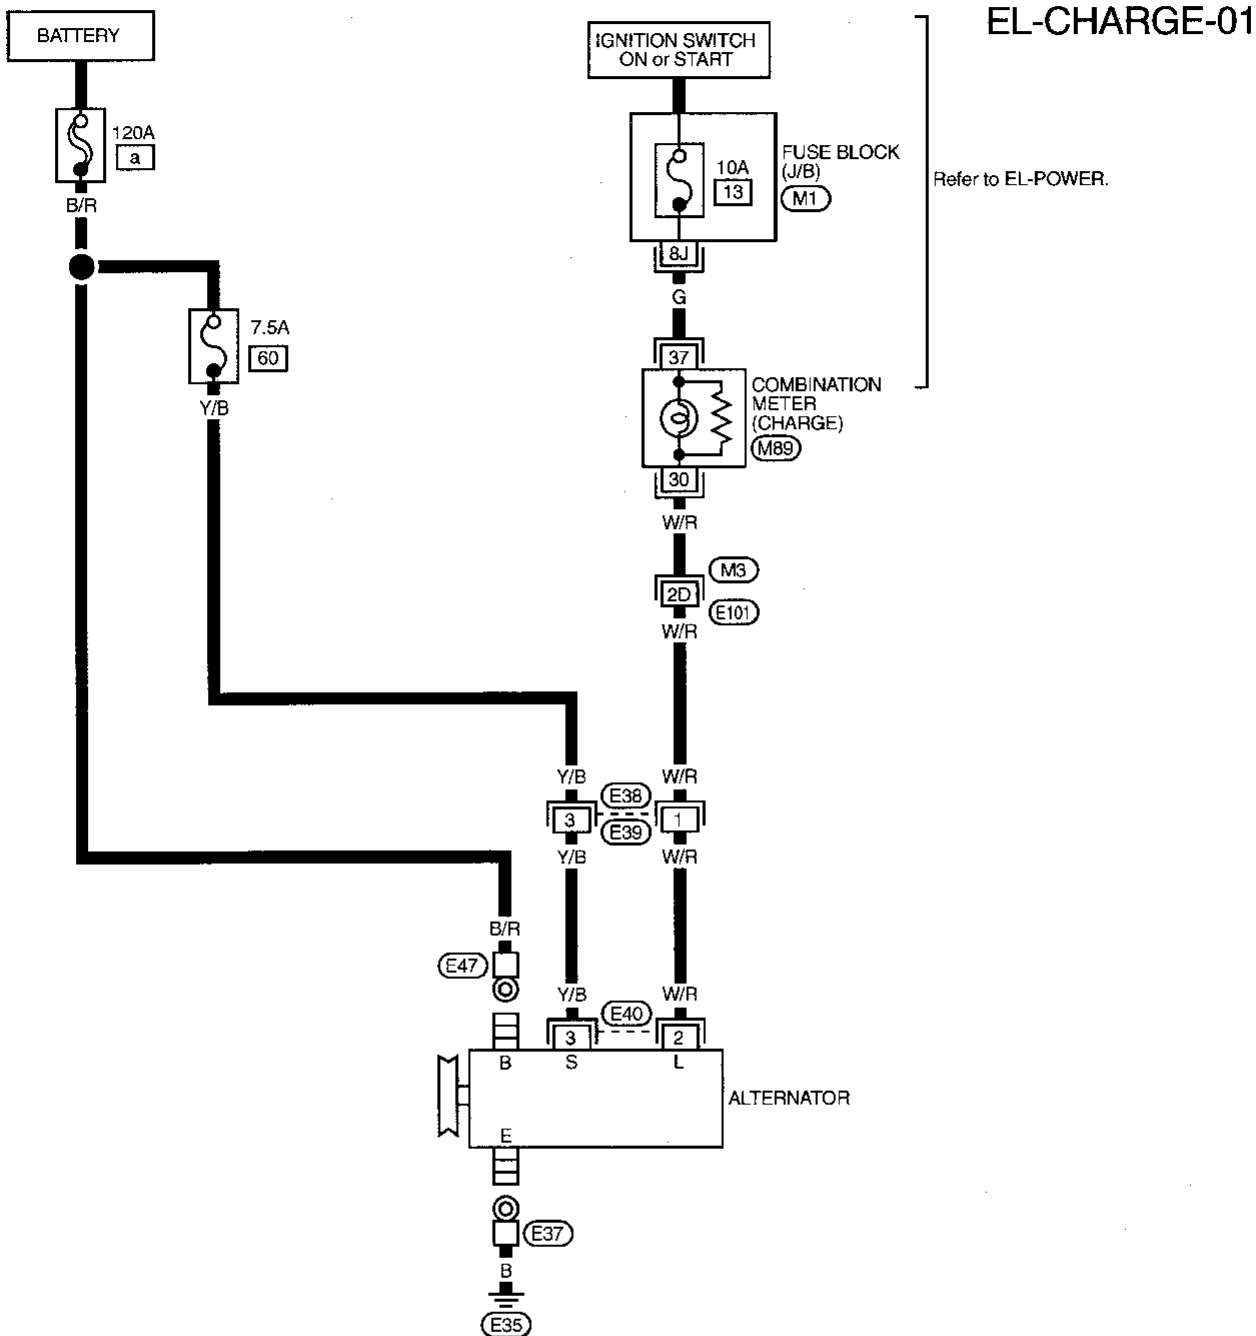 EL-CHARGE-01
BATTERY
IGNITION SWITCH
ON or START
120A
a
B/R
10A
13
FUSE BLOCK
(J/B)
M1
Refer to EL-POWER.
8J
G
7.5A
60
Y/B
37
COMBINATION
METER
(CHARGE)
M89
30
W/R
M3
2D
E101
W/R
Y/B
W/R
E38
3
1
E39
Y/B
W/R
B/R
E47
Y/B
W/R
E40
3
2
B
S
L
ALTERNATOR
E
E37
B
E35